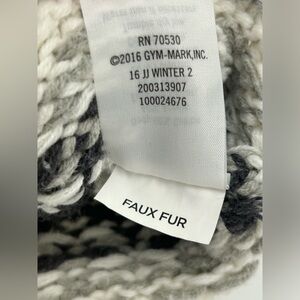 RN 70530
©2016 GYM-MARK,INC.
16 JJ WINTER 2
200313907
100024676
FAUX FUR